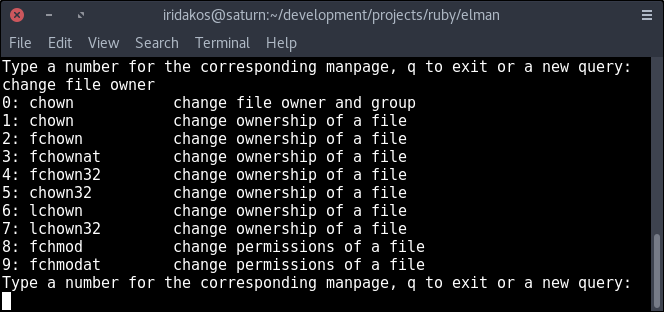 iridakos@saturn:~/development/projects/ruby/elman
File Edit View Search Terminal Help
Type a number for the corresponding manpage, q to exit or a new query:
change file owner
0: chown           change file owner and group
1: chown           change ownership of a file
2: fchown          change ownership of a file
3: fchownat        change ownership of a file
4: fchown32        change ownership of a file
5: chown32         change ownership of a file
6: lchown          change ownership of a file
7: lchown32        change ownership of a file
8: fchmod          change permissions of a file
9: fchmodat        change permissions of a file
Type a number for the corresponding manpage, q to exit or a new query: